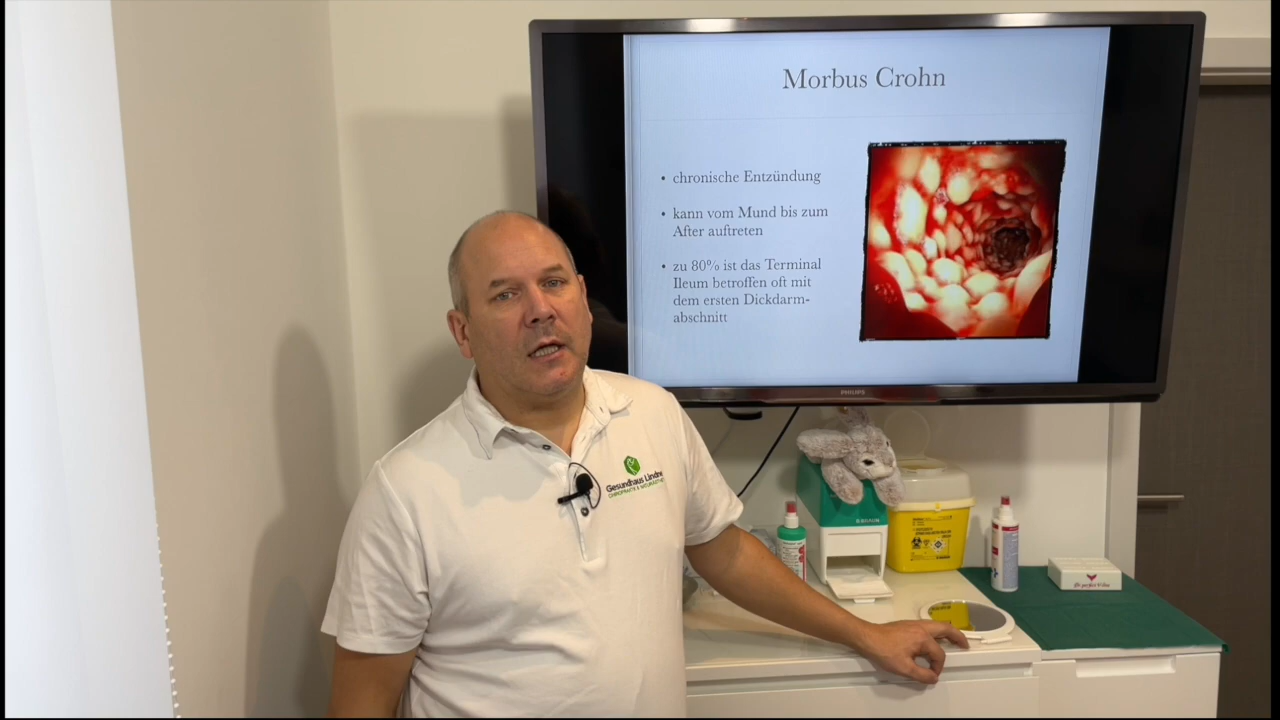 Morbus Crohn
• chronische Entzündung
• kann vom Mund bis zum
After auftreten
• zu 80% ist das Terminal
Ileum betroffen oft mit
dem ersten Dickdarm-
abschnitt
PHILIPS
Gesundhaus Lindne
B|BRAUN